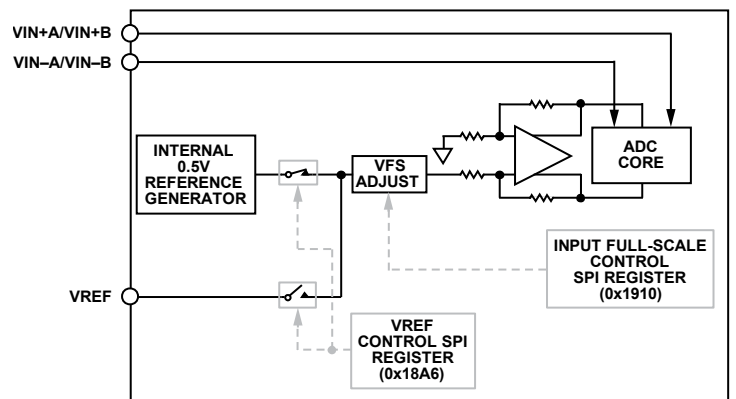 VIN+A/VIN+B
VIN–A/VIN–B
INTERNAL
0.5V
REFERENCE
GENERATOR
VFS
ADJUST
ADC
CORE
INPUT FULL-SCALE
CONTROL
SPI REGISTER
(0x1910)
VREF
VREF
CONTROL SPI
REGISTER
(0x18A6)